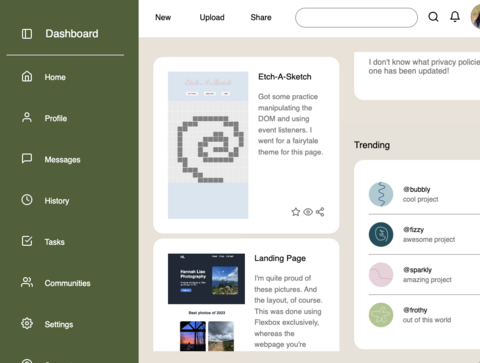 Dashboard
Home
Profile
Messages
History
Tasks
Communities
Settings
New
Upload
Share
Etch-A-Sketch
Got some practice
manipulating the
DOM and using
event listeners. I
went for a fairytale
theme for this page.
Landing Page
Hannah Liao
Photography
Best photos of 2023
I'm quite proud of
these pictures. And
the layout, of course.
This was done using
Flexbox exclusively,
whereas the
webpage you're
I don't know what privacy policie
one has been updated!
Trending
@bubbly
cool project
@fizzy
awesome project
@sparkly
amazing project
@frothy
out of this world